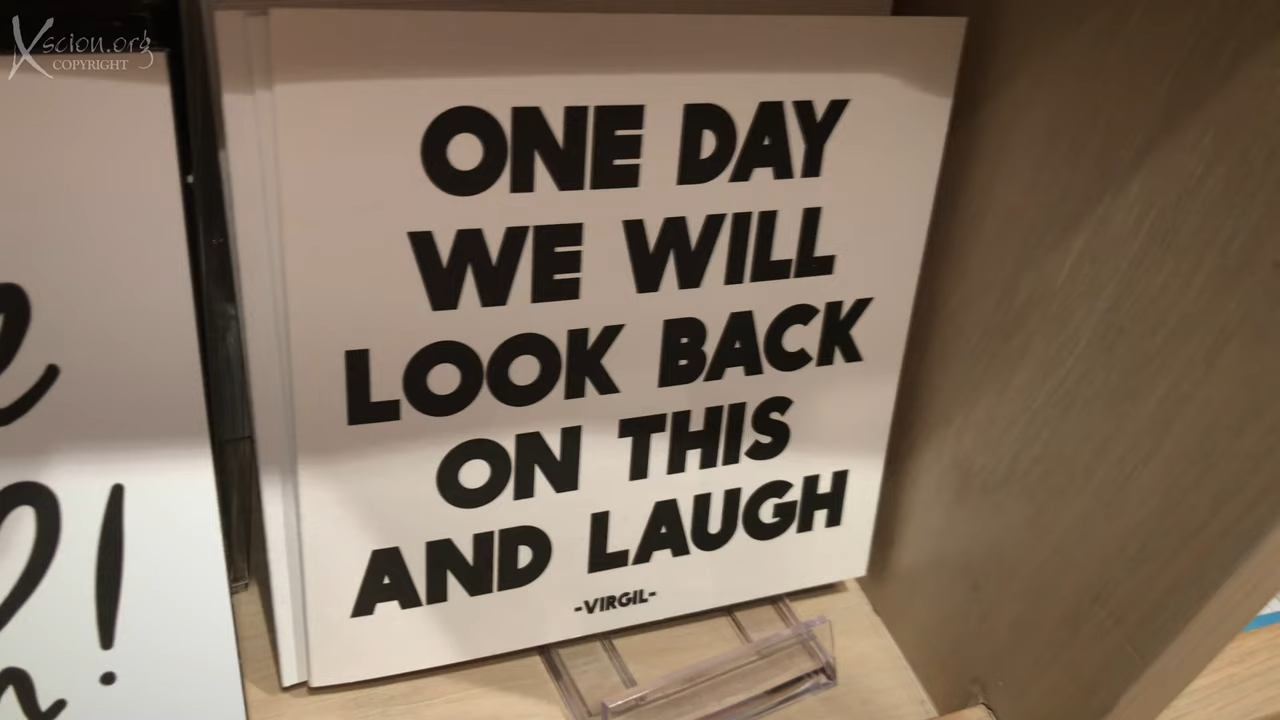 Xscion.org
COPYRIGHT
ONE DAY
WE WILL
LOOK BACK
ON THIS
AND LAUGH
-VIRGIL-